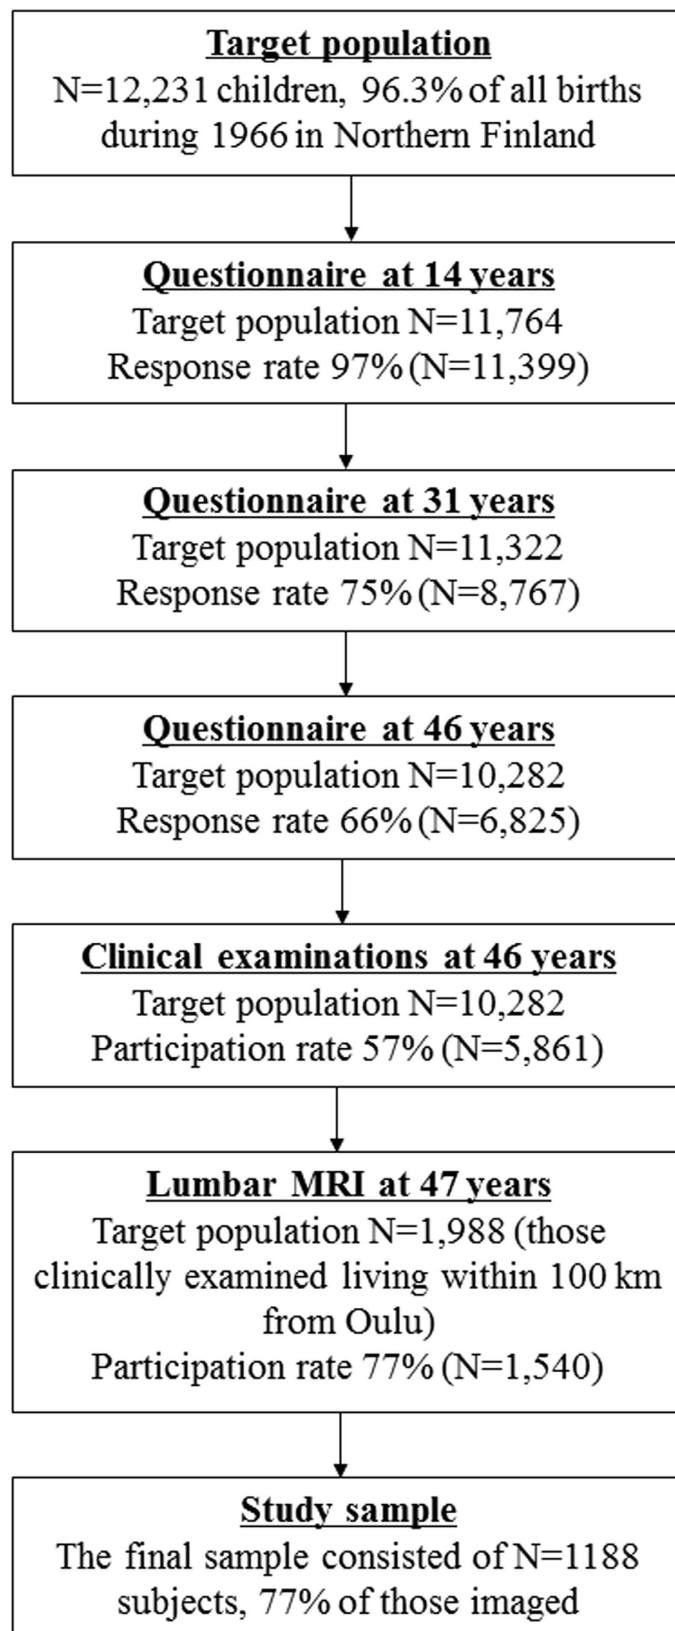 Target population
N=12,231 children, 96.3% of all births
during 1966 in Northern Finland
Questionnaire at 14 years
Target population N=11,764
Response rate 97% (N=11,399)
Questionnaire at 31 years
Target population N=11,322
Response rate 75% (N=8,767)
Questionnaire at 46 years
Target population N=10,282
Response rate 66% (N=6,825)
Clinical examinations at 46 years
Target population N=10,282
Participation rate 57% (N=5,861)
Lumbar MRI at 47 years
Target population N=1,988 (those
clinically examined living within 100 km
from Oulu)
Participation rate 77% (N=1,540)
Study sample
The final sample consisted of N=1188
subjects, 77% of those imaged